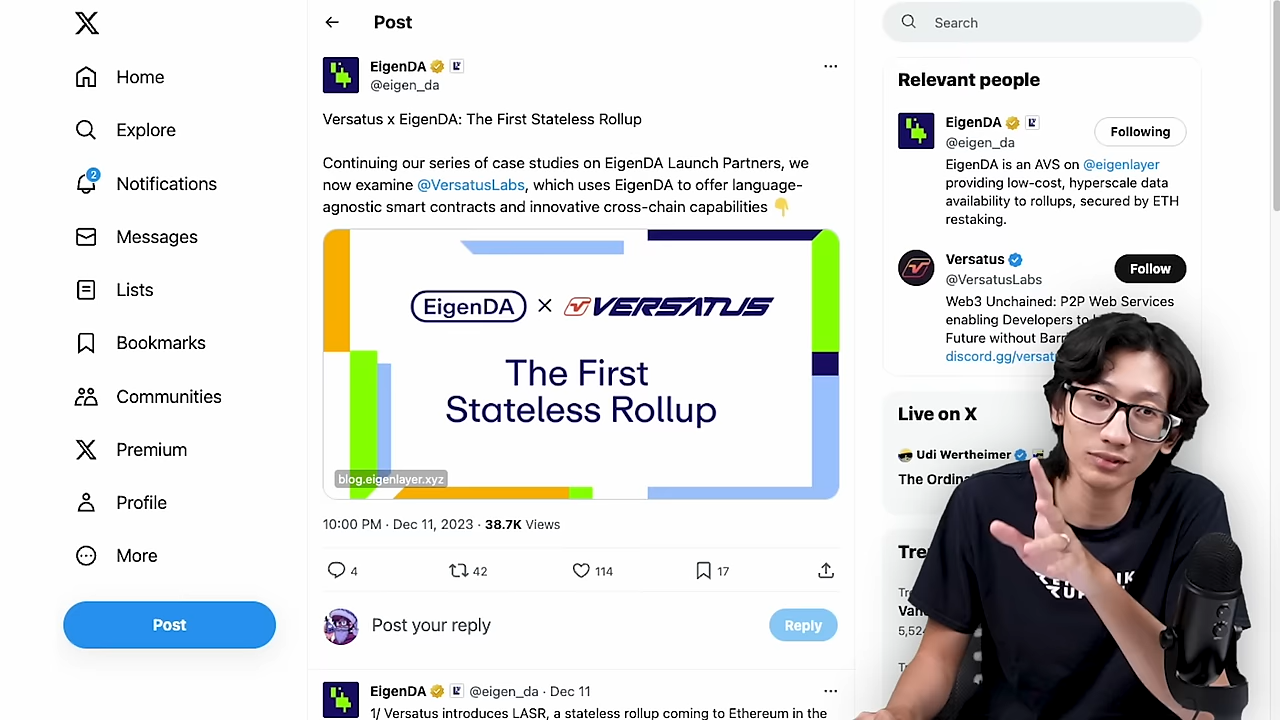 Home
Explore
2
Notifications
Messages
Lists
Bookmarks
Communities
Premium
Profile
More
Post
Post
EigenDA
@eigen_da
Versatus x EigenDA: The First Stateless Rollup
Continuing our series of case studies on EigenDA Launch Partners, we
now examine @VersatusLabs, which uses EigenDA to offer language-
agnostic smart contracts and innovative cross-chain capabilities
EigenDA × VERSATUS
The First
Stateless Rollup
blog.eigenlayer.xyz
10:00 PM · Dec 11, 2023 · 38.7K Views
4
42
114
17
Post your reply
Reply
EigenDA @eigen_da · Dec 11
1/ Versatus introduces LASR, a stateless rollup coming to Ethereum in the
Search
Relevant people
EigenDA
@eigen_da
Following
EigenDA is an AVS on @eigenlayer
providing low-cost, hyperscale data
availability to rollups, secured by ETH
restaking.
Versatus
@VersatusLabs
Follow
Web3 Unchained: P2P Web Services
enabling Developers to
Future without
discord.gg/versat
Live on X
Udi Wertheimer
The
5,52